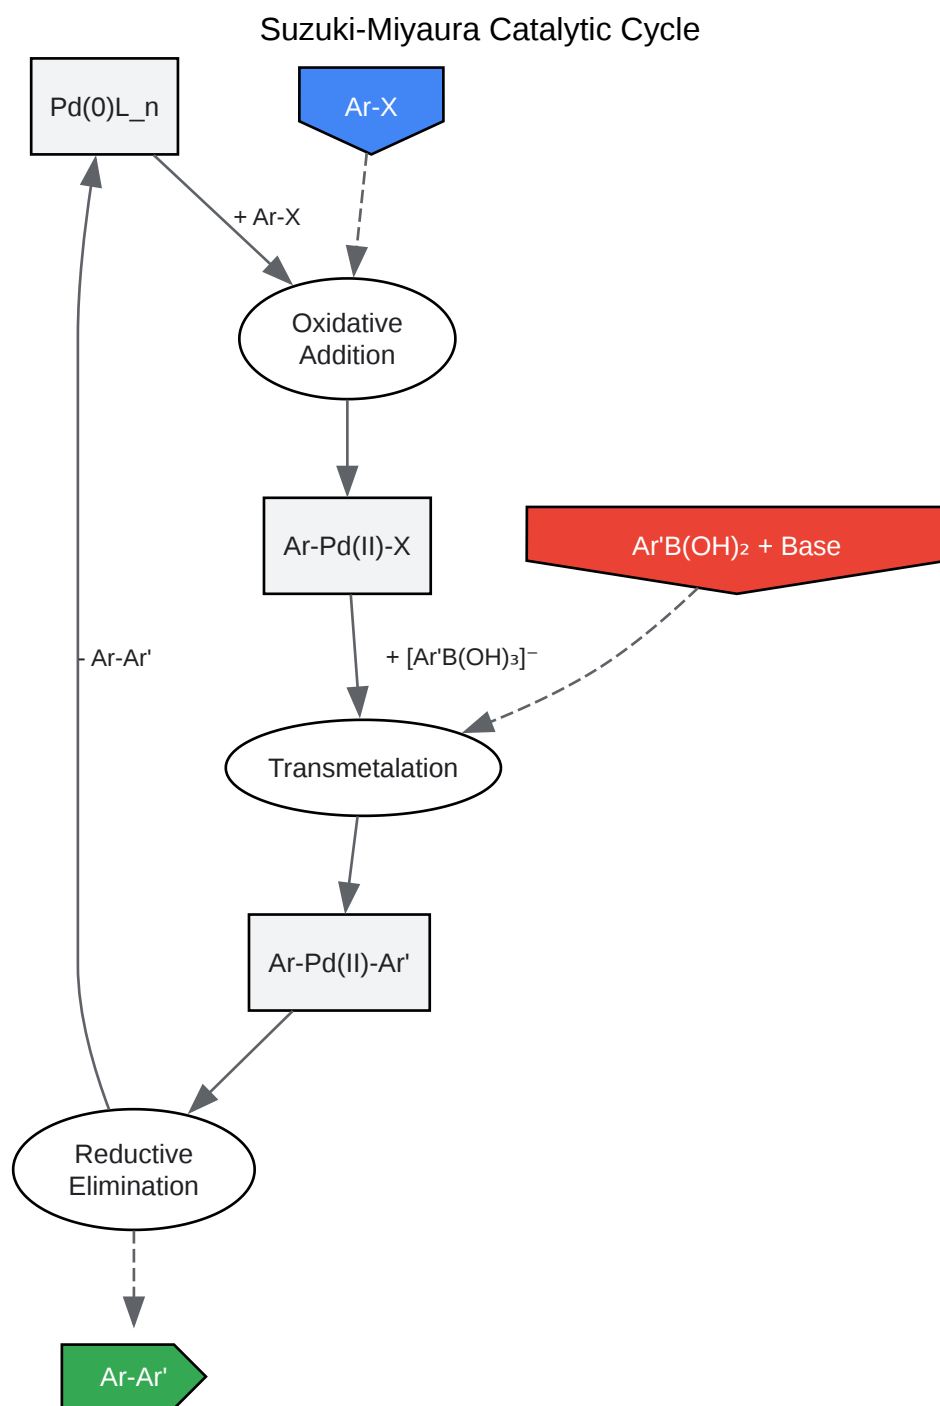 Suzuki-Miyaura Catalytic Cycle
Pd(0)L_n
Ar-X
+ Ar-X
Oxidative
Addition
Ar-Pd(II)-X
Ar'B(OH)₂ + Base
- Ar-Ar'
+ [Ar'B(OH)₃]⁻
Transmetalation
Ar-Pd(II)-Ar'
Reductive
Elimination
Ar-Ar'